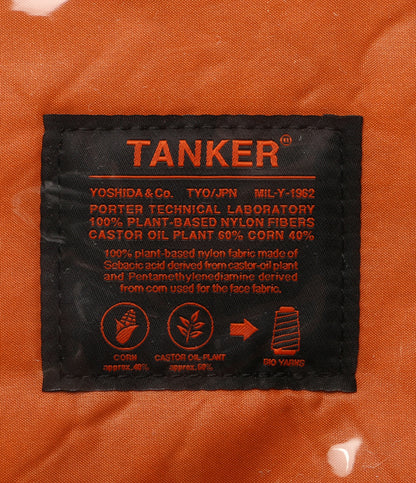 TANKER
YOSHIDA & Co. TYO/JPN MIL-Y-1962
PORTER TECHNICAL LABORATORY
100% PLANT-BASED NYLON FIBERS
CASTOR OIL PLANT 60% CORN 40%
100% plant-based nylon fabric made of
Sebacic acid derived from castor-oil plant
and Pentamethylenediamine derived
from corn used for the face fabric.
CORN CASTOR OIL PLANT BIO YARNS
approx. 40% approx. 60%